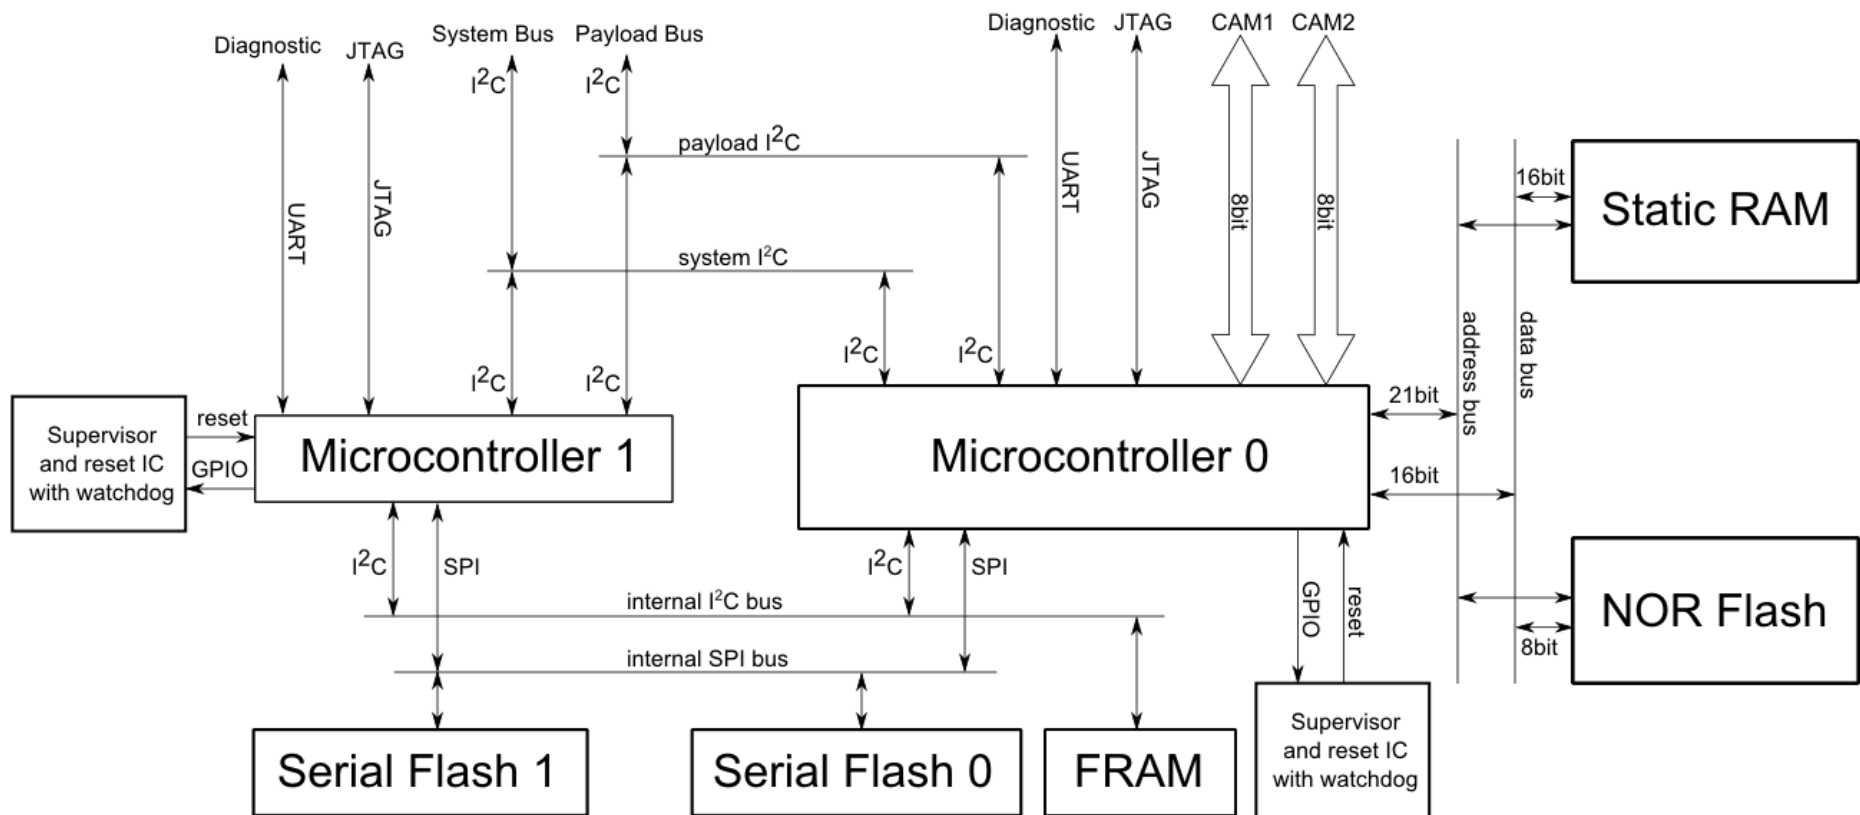 Diagnostic
JTAG
System Bus
Payload Bus
Diagnostic
JTAG
CAM1
CAM2
I²C
I²C
payload I²C
UART
JTAG
UART
JTAG
8bit
8bit
16bit
Static RAM
system I²C
address bus
data bus
I²C
I²C
I²C
I²C
21bit
16bit
Supervisor
and reset IC
with watchdog
reset
GPIO
Microcontroller 1
Microcontroller 0
I²C
SPI
I²C
SPI
GPIO
reset
internal I²C bus
internal SPI bus
NOR Flash
8bit
Serial Flash 1
Serial Flash 0
FRAM
Supervisor
and reset IC
with watchdog